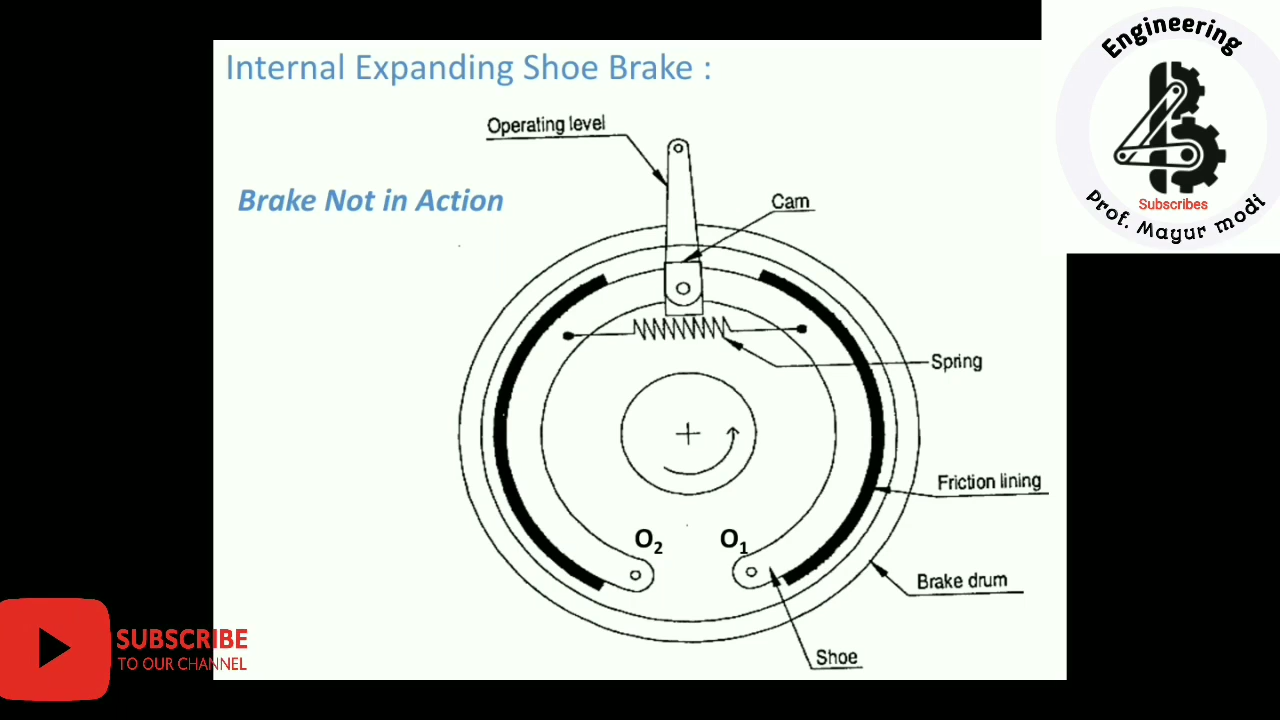 Internal Expanding Shoe Brake :
Engineering
Operating level
Brake Not in Action
Cam
Subscribes
Prof. Mayur modi
Spring
Friction lining
O2
O1
Brake drum
SUBSCRIBE
TO OUR CHANNEL
Shoe